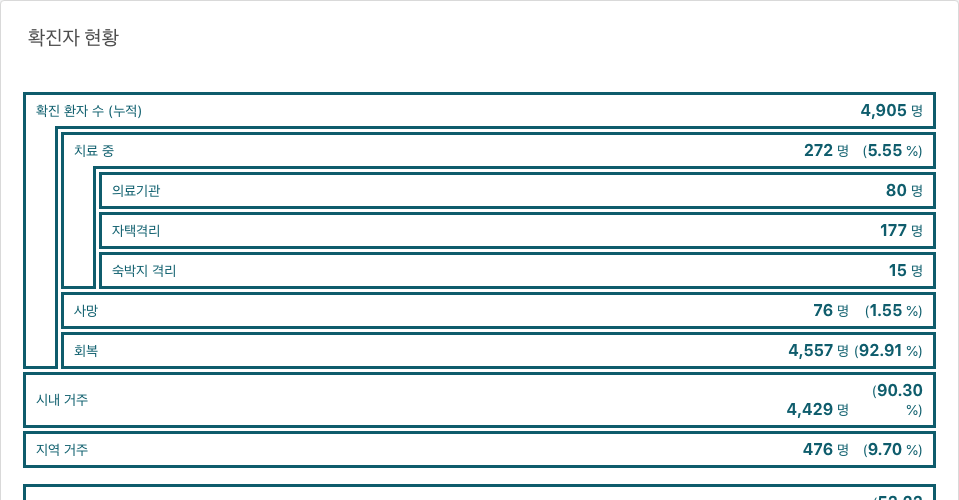 확진자 현황
확진 환자 수 (누적) 4,905 명
치료 중 272 명 (5.55 %)
의료기관 80 명
자택격리 177 명
숙박지 격리 15 명
사망 76 명 (1.55 %)
회복 4,557 명 (92.91 %)
시내 거주 4,429 명 (90.30
%)
지역 거주 476 명 (9.70 %)